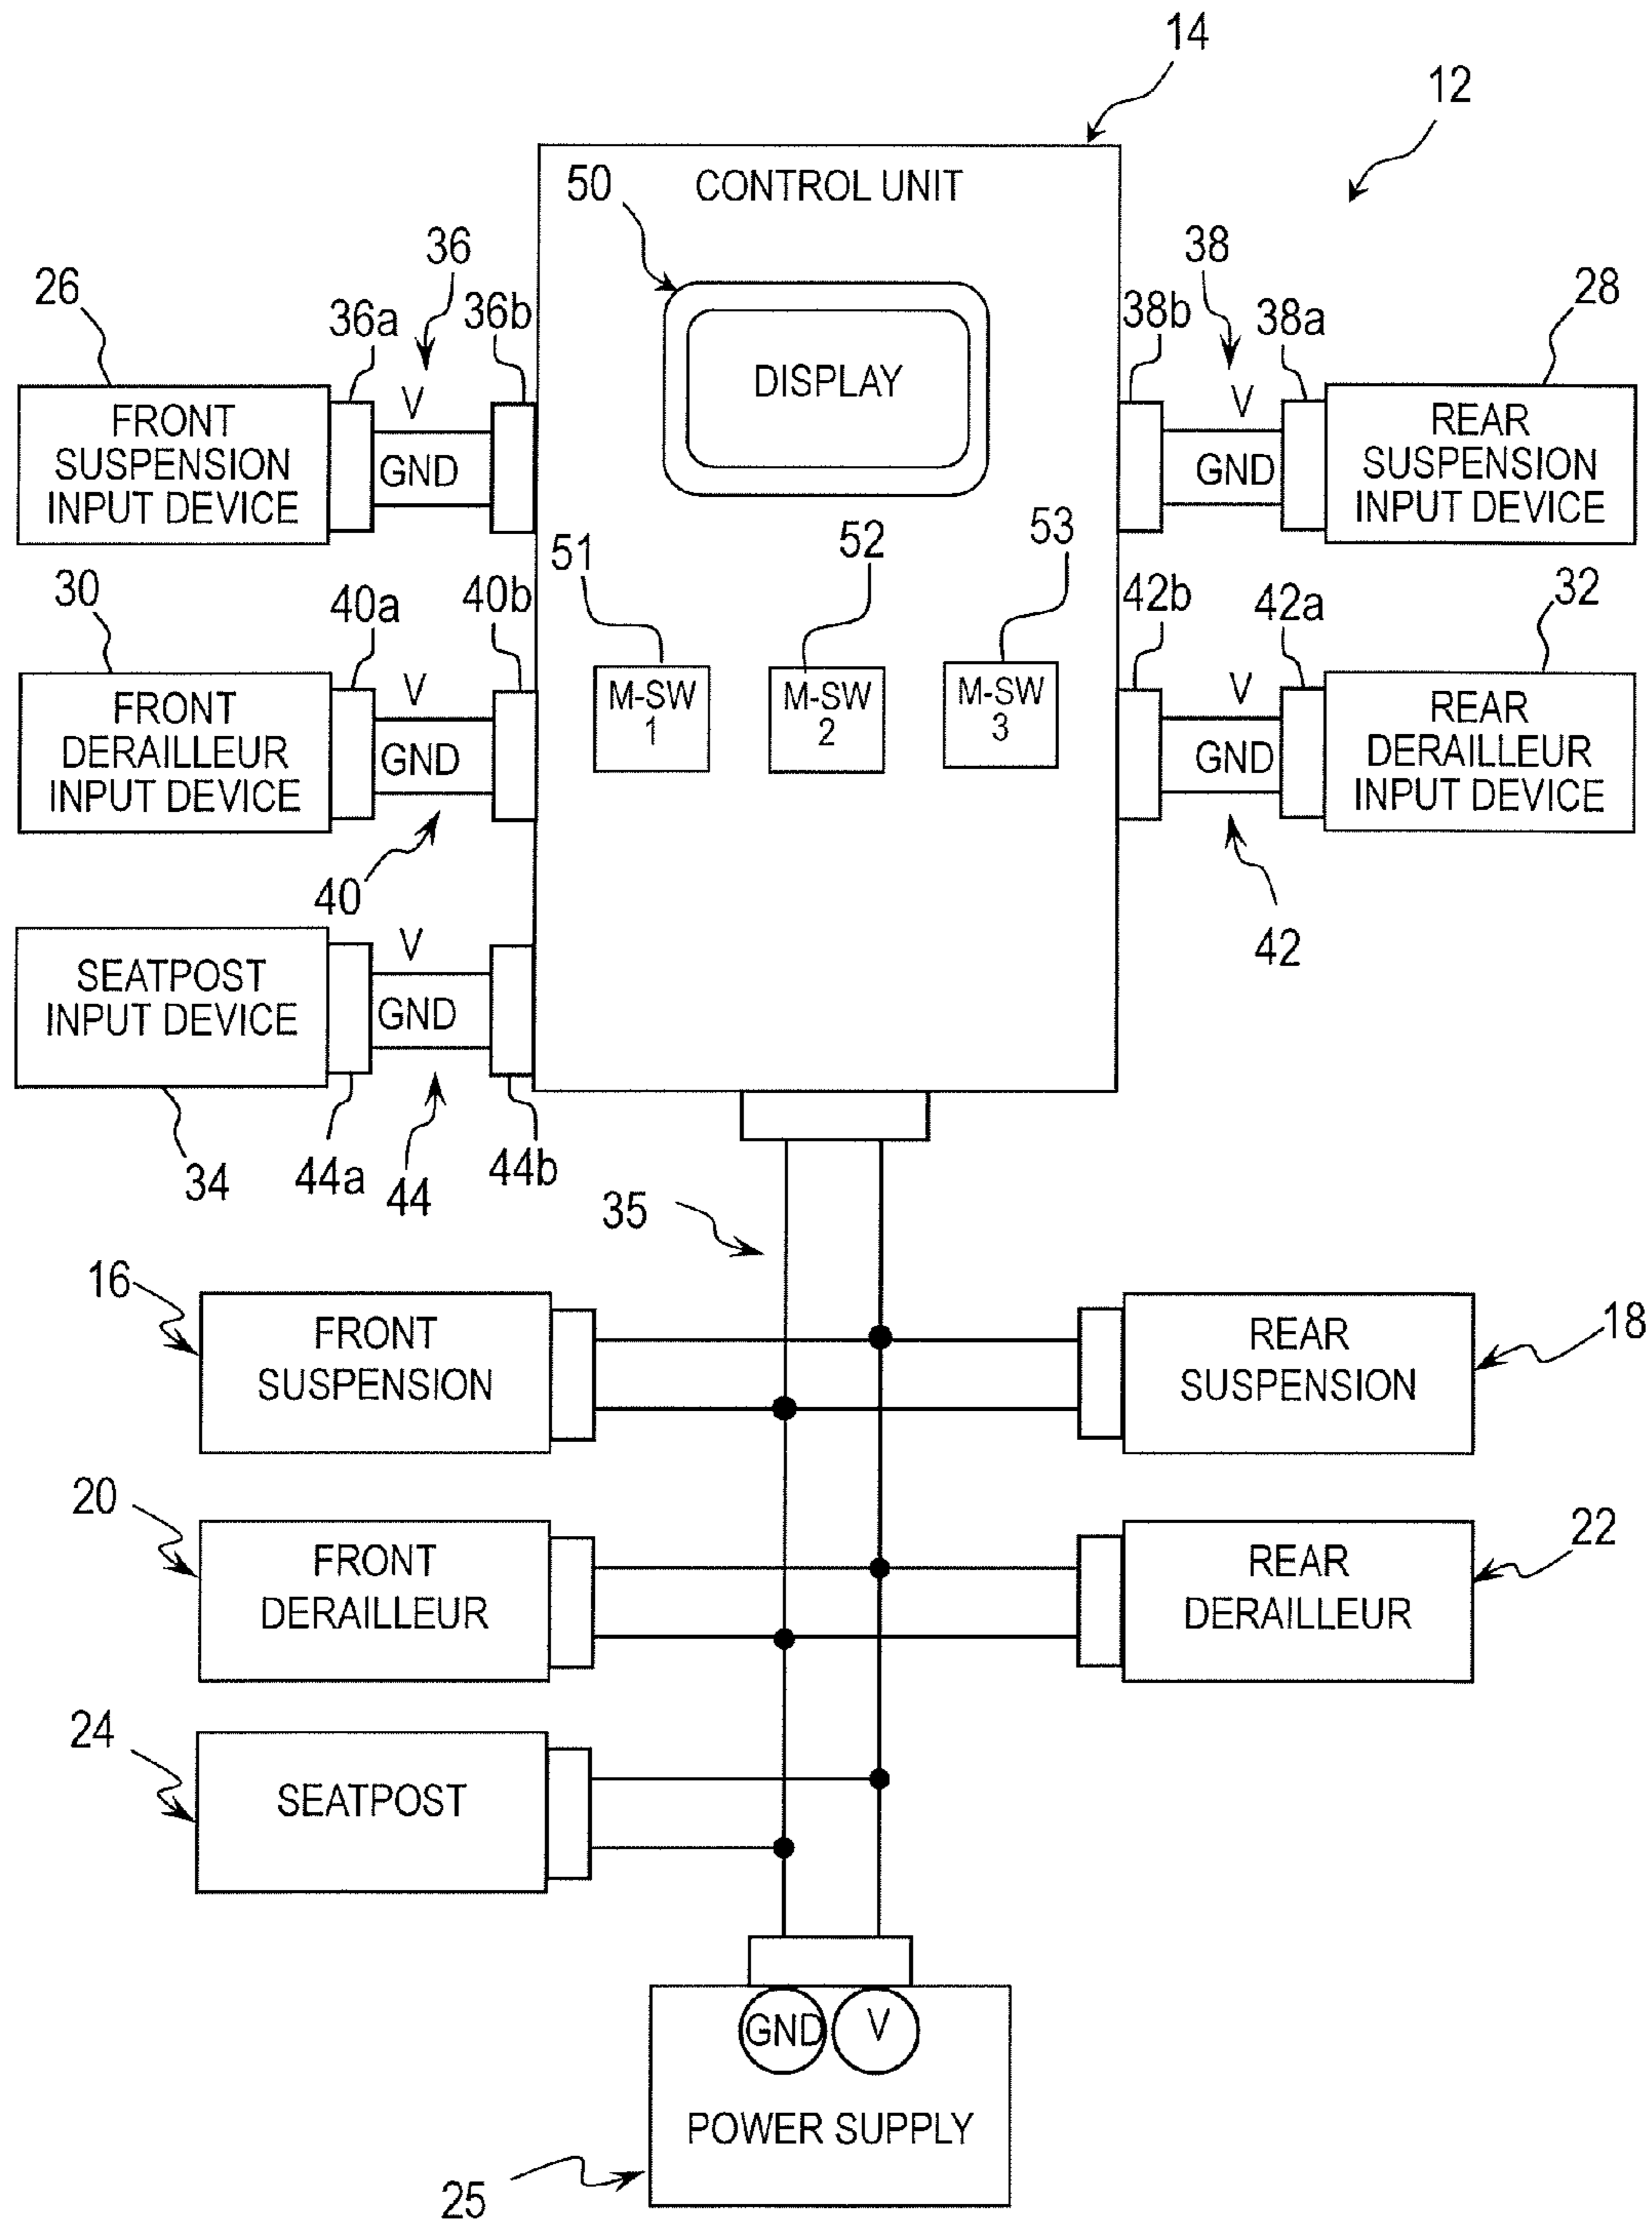 14
12
CONTROL UNIT
50
36
38
26
36a
36b
38b
38a
28
DISPLAY
V
V
FRONT
SUSPENSION
INPUT DEVICE
GND
GND
REAR
SUSPENSION
INPUT DEVICE
51
52
53
30
40a
40b
42b
42a
32
M-SW
1
M-SW
2
M-SW
3
V
V
FRONT
DERAILLEUR
INPUT DEVICE
GND
GND
REAR
DERAILLEUR
INPUT DEVICE
40
42
V
SEATPOST
INPUT DEVICE
GND
34
44a
44
44b
35
16
FRONT
SUSPENSION
REAR
SUSPENSION
18
20
FRONT
DERAILLEUR
REAR
DERAILLEUR
22
24
SEATPOST
GND
V
POWER SUPPLY
25